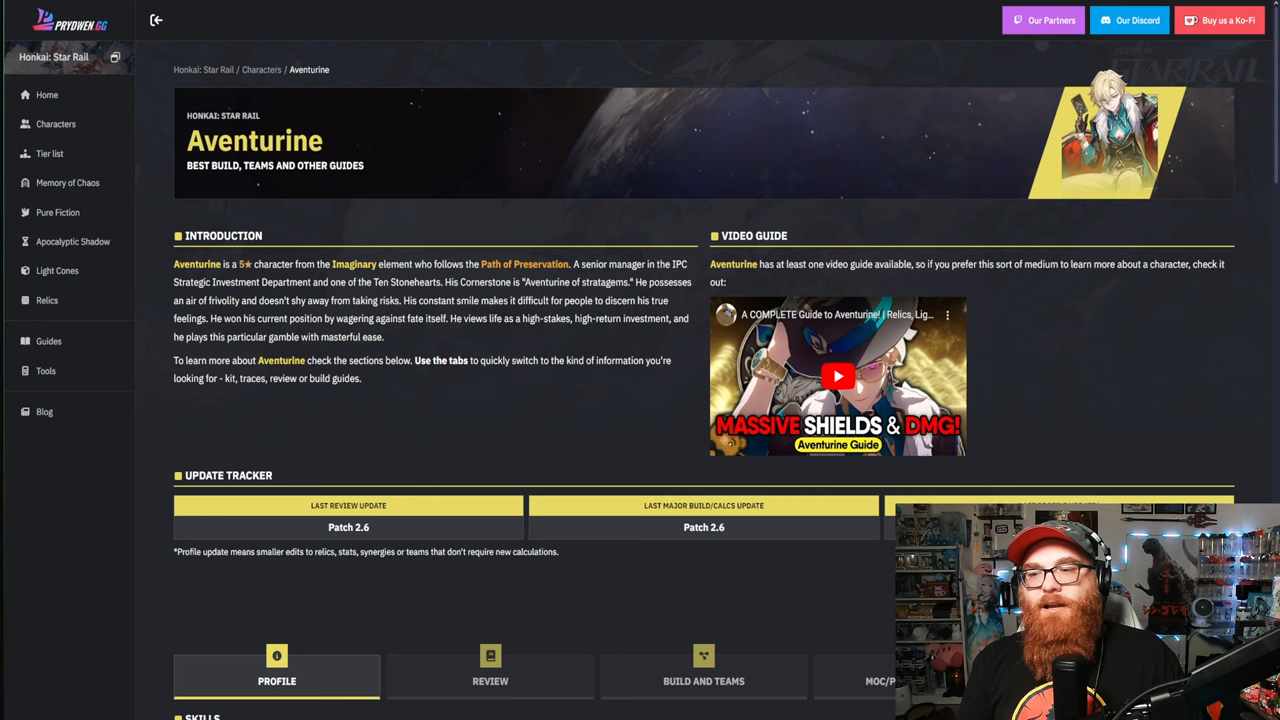 PRYDWEN.GG
Our Partners
Our Discord
Buy us a Ko-Fi
Honkai: Star Rail
Home
Characters
Tier list
Memory of Chaos
Pure Fiction
Apocalyptic Shadow
Light Cones
Relics
Guides
Tools
Blog
Honkai: Star Rail / Characters / Aventurine
HONKAI: STAR RAIL
Aventurine
BEST BUILD, TEAMS AND OTHER GUIDES
HONKAI
STAR RAIL
INTRODUCTION
Aventurine is a 5★ character from the Imaginary element who follows the Path of Preservation. A senior manager in the IPC
Strategic Investment Department and one of the Ten Stonehearts. His Cornerstone is "Aventurine of stratagems." He possesses
an air of frivolity and doesn't shy away from taking risks. His constant smile makes it difficult for people to discern his true
feelings. He won his current position by wagering against fate itself. He views life as a high-stakes, high-return investment, and
he plays this particular gamble with masterful ease.
To learn more about Aventurine check the sections below. Use the tabs to quickly switch to the kind of information you're
looking for - kit, traces, review or build guides.
VIDEO GUIDE
Aventurine has at least one video guide available, so if you prefer this sort of medium to learn more about a character, check it
out:
A COMPLETE Guide to Aventurine! | Relics, Lig...
MASSIVE SHIELDS & DMG!
Aventurine Guide
UPDATE TRACKER
LAST REVIEW UPDATE
Patch 2.6
LAST MAJOR BUILD/CALCS UPDATE
Patch 2.6
*Profile update means smaller edits to relics, stats, synergies or teams that don't require new calculations.
PROFILE
REVIEW
BUILD AND TEAMS
MOC/P
SKILLS
シン・ゴジラ